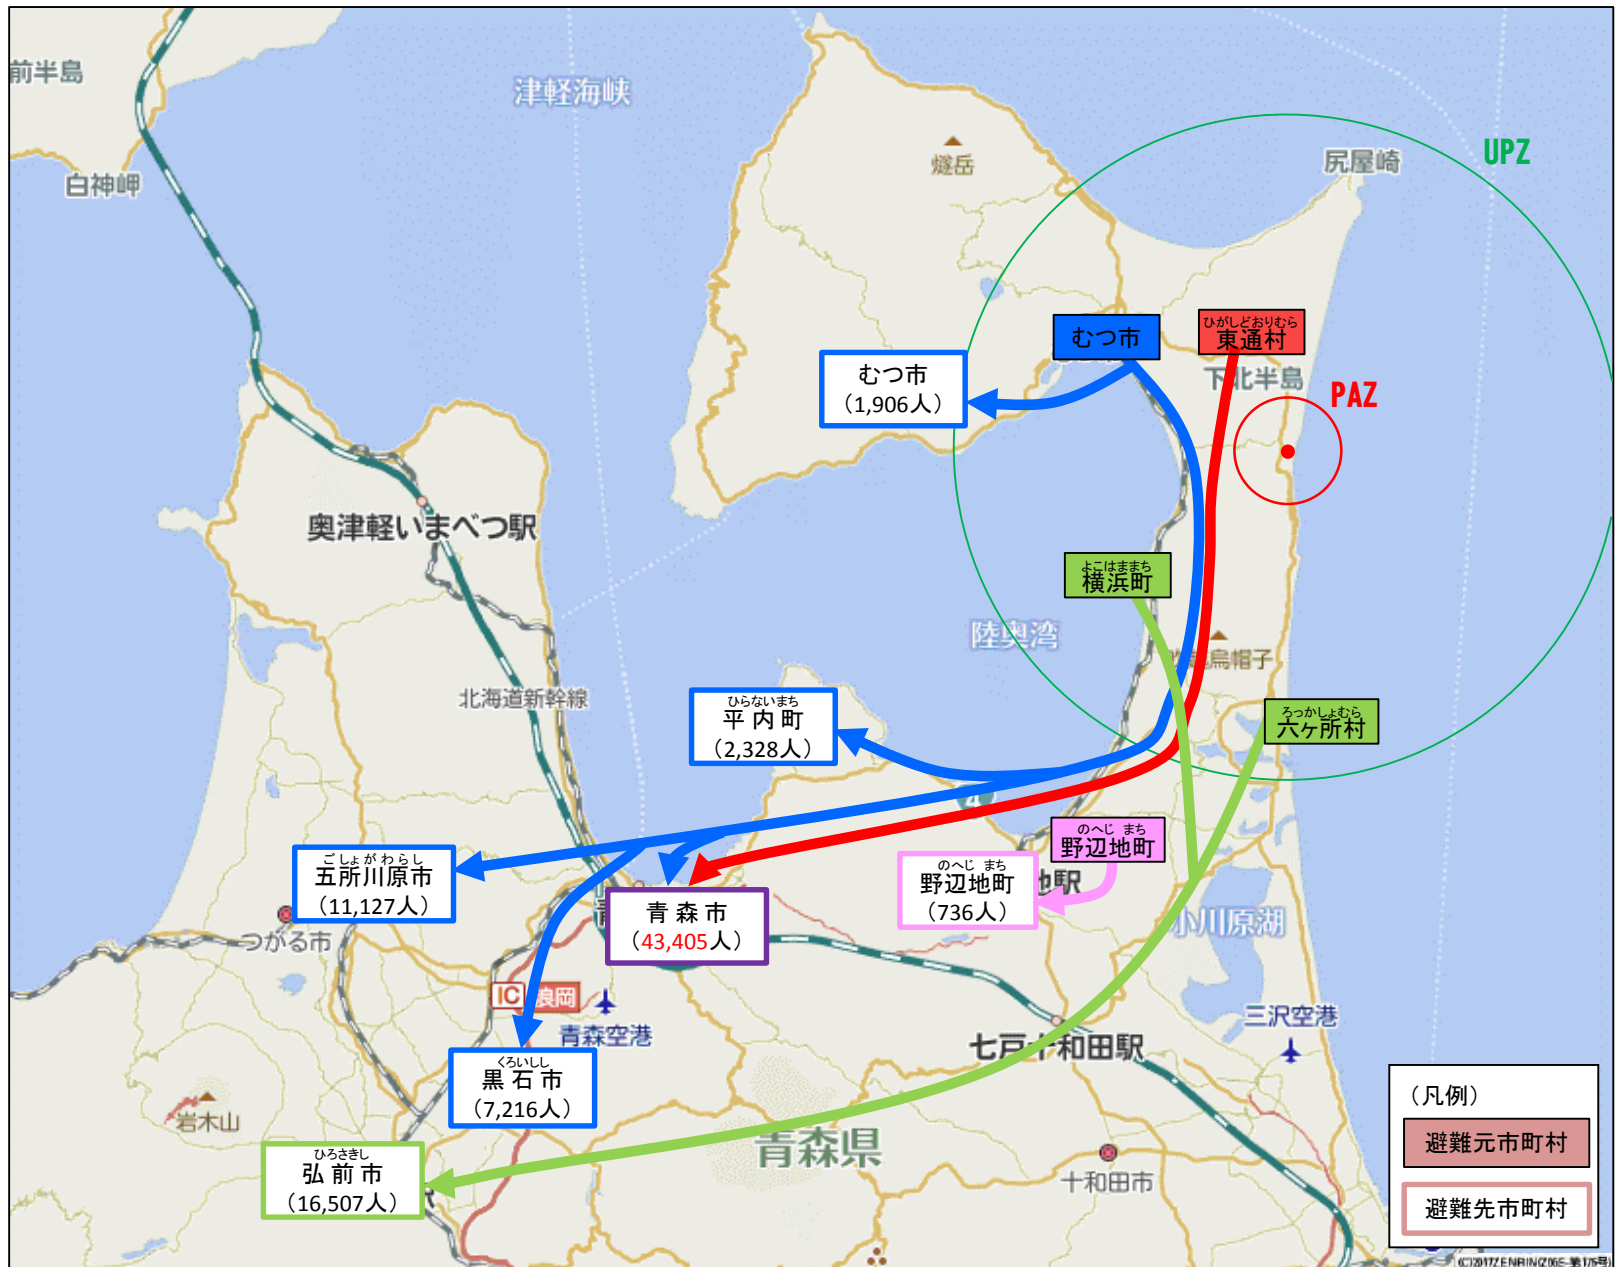 前半島
津軽海峡
白神岬
燧岳
尻屋崎
UPZ
むつ市
ひがしどおりむら
東通村
下北半島
PAZ
むつ市
（1,906人）
奥津軽いまべつ駅
よこはままち
横浜町
陸奥湾
烏帽子
北海道新幹線
ひらないまち
平内町
（2,328人）
ろっかしょむら
六ヶ所村
4
のへじ まち
野辺地町
地駅
ごしょがわらし
五所川原市
（11,127人）
のへじ まち
野辺地町
（736人）
青森市
（43,405人）
つがる市
小川原湖
IC
浪岡
青森空港
三沢空港
七戸十和田駅
くろいしし
黒石市
（7,216人）
岩木山
青森県
十和田市
ひろさきし
弘前市
（16,507人）
（凡例）
避難元市町村
避難先市町村